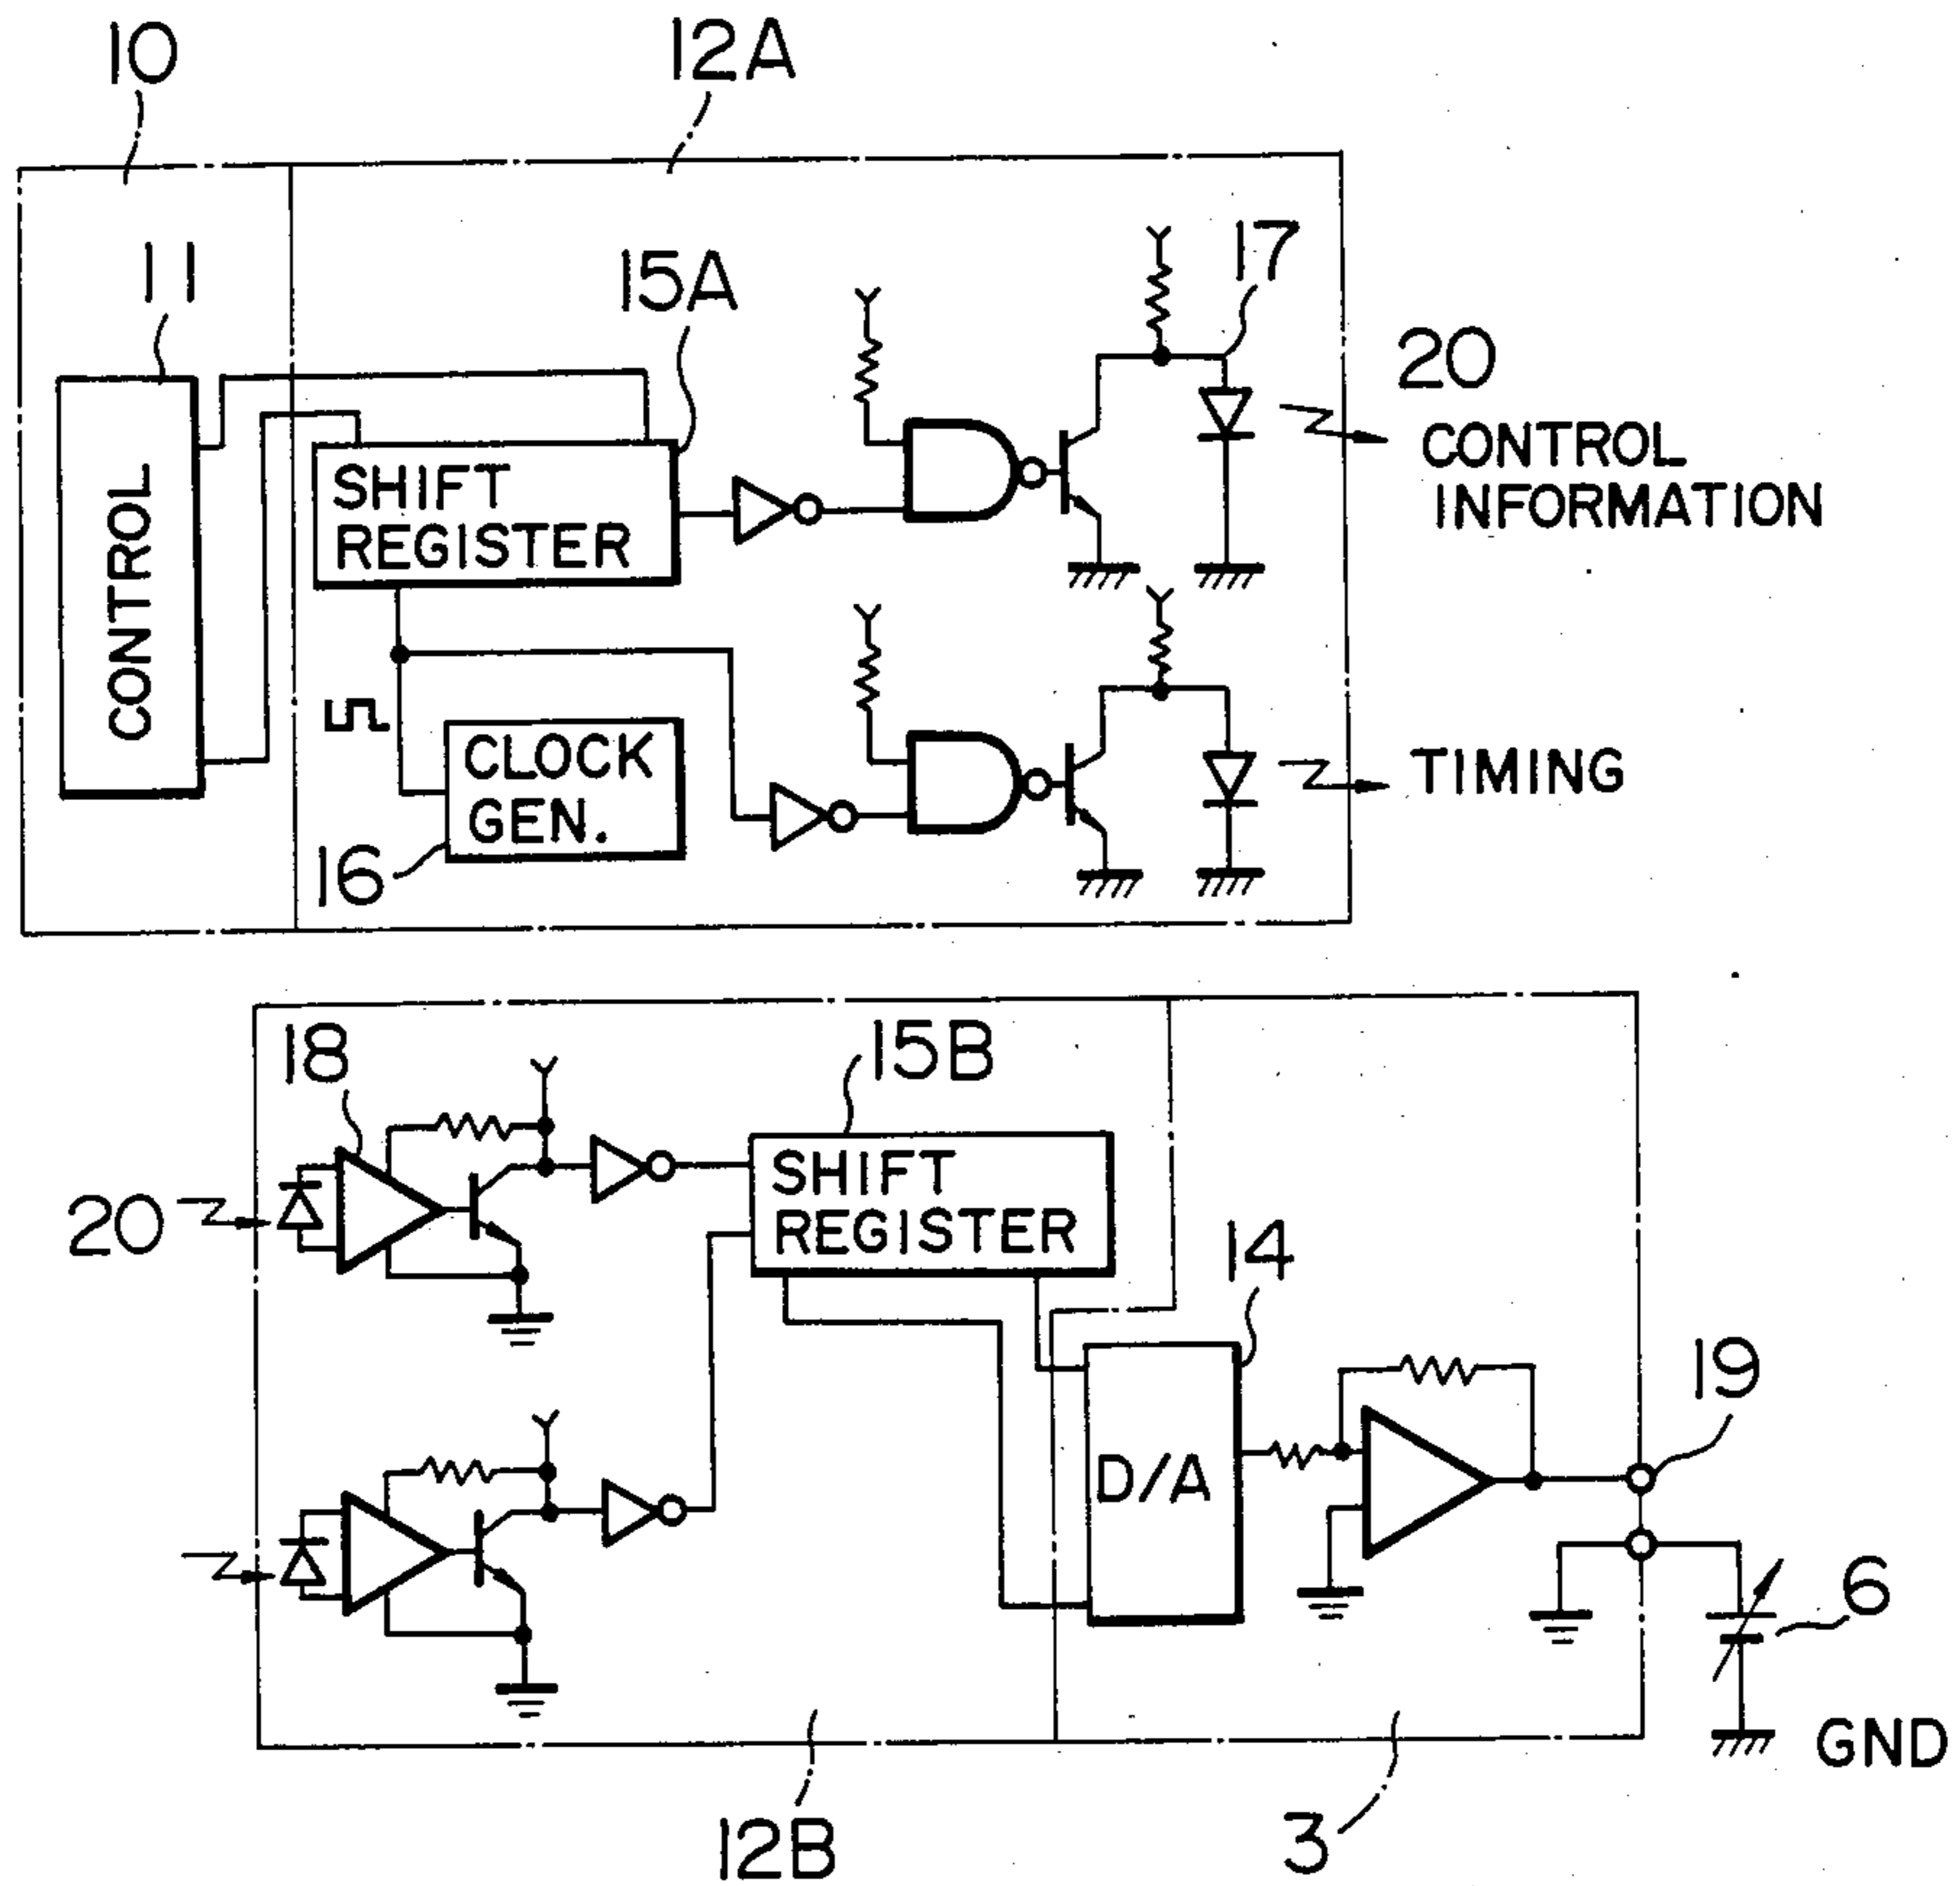 10
12A
11
15A
17
20
CONTROL
INFORMATION
CONTROL
SHIFT
REGISTER
CLOCK
GEN.
16
TIMING
18
15B
20
SHIFT
REGISTER
14
D/A
19
6
GND
12B
3